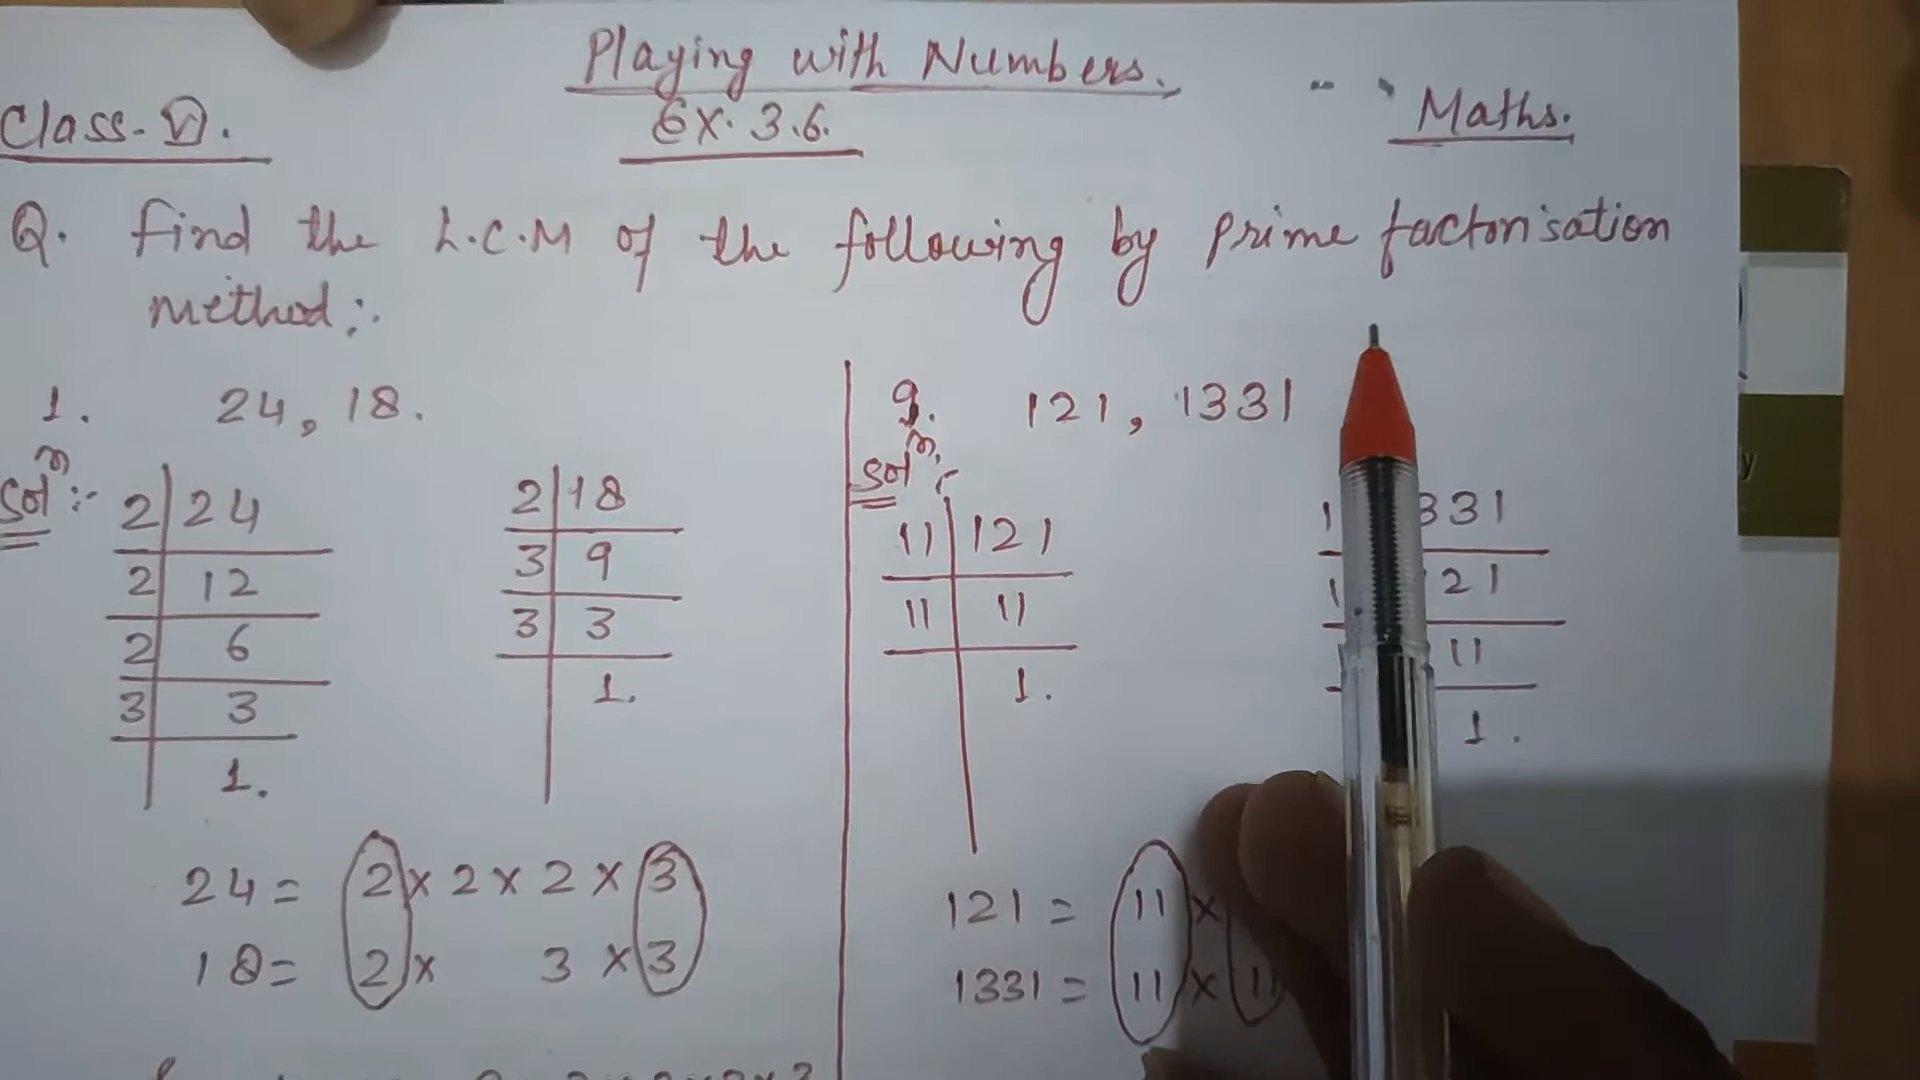 Playing with Numbers.
Class-V.
Ex. 3.6.
Maths.
Q. Find the L.C.M of the following by prime factorisation
method:.
1. 24, 18.
Solⁿ:-
2 24
2 12
2 6
3 3
1.
2 18
3 9
3 3
1.
24 = 2 x 2 x 2 x 3
18 = 2 x 3 x 3
9. 121, 1331
Solⁿ.
11 121
11 11
1.
331
21
11
1.
121 = 11 x
1331 = 11 x 11